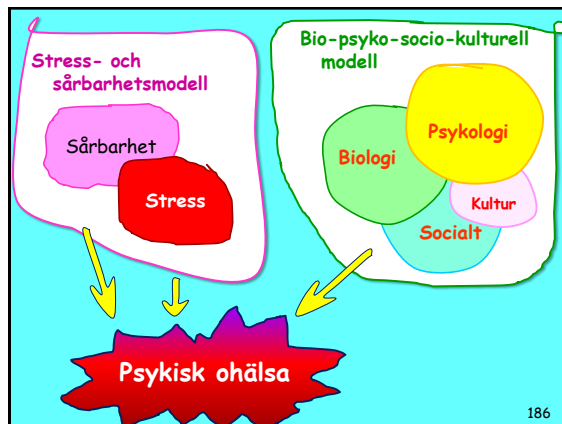 Stress- och
sårbarhetsmodell
Sårbarhet
Stress
Bio-psyko-socio-kulturell
modell
Psykologi
Biologi
Kultur
Socialt
Psykisk ohälsa
186